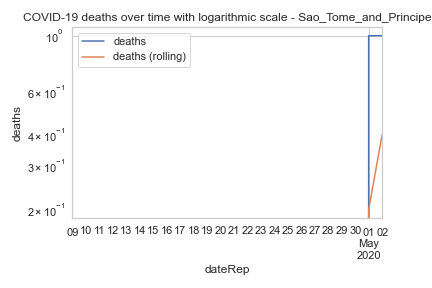 COVID-19 deaths over time with logarithmic scale - Sao_Tome_and_Principe
deaths
deaths (rolling)
10⁰
6 × 10⁻¹
4 × 10⁻¹
3 × 10⁻¹
2 × 10⁻¹
deaths
09 10 11 12 13 14 15 16 17 18 19 20 21 22 23 24 25 26 27 28 29 30 01 02
May
2020
dateRep